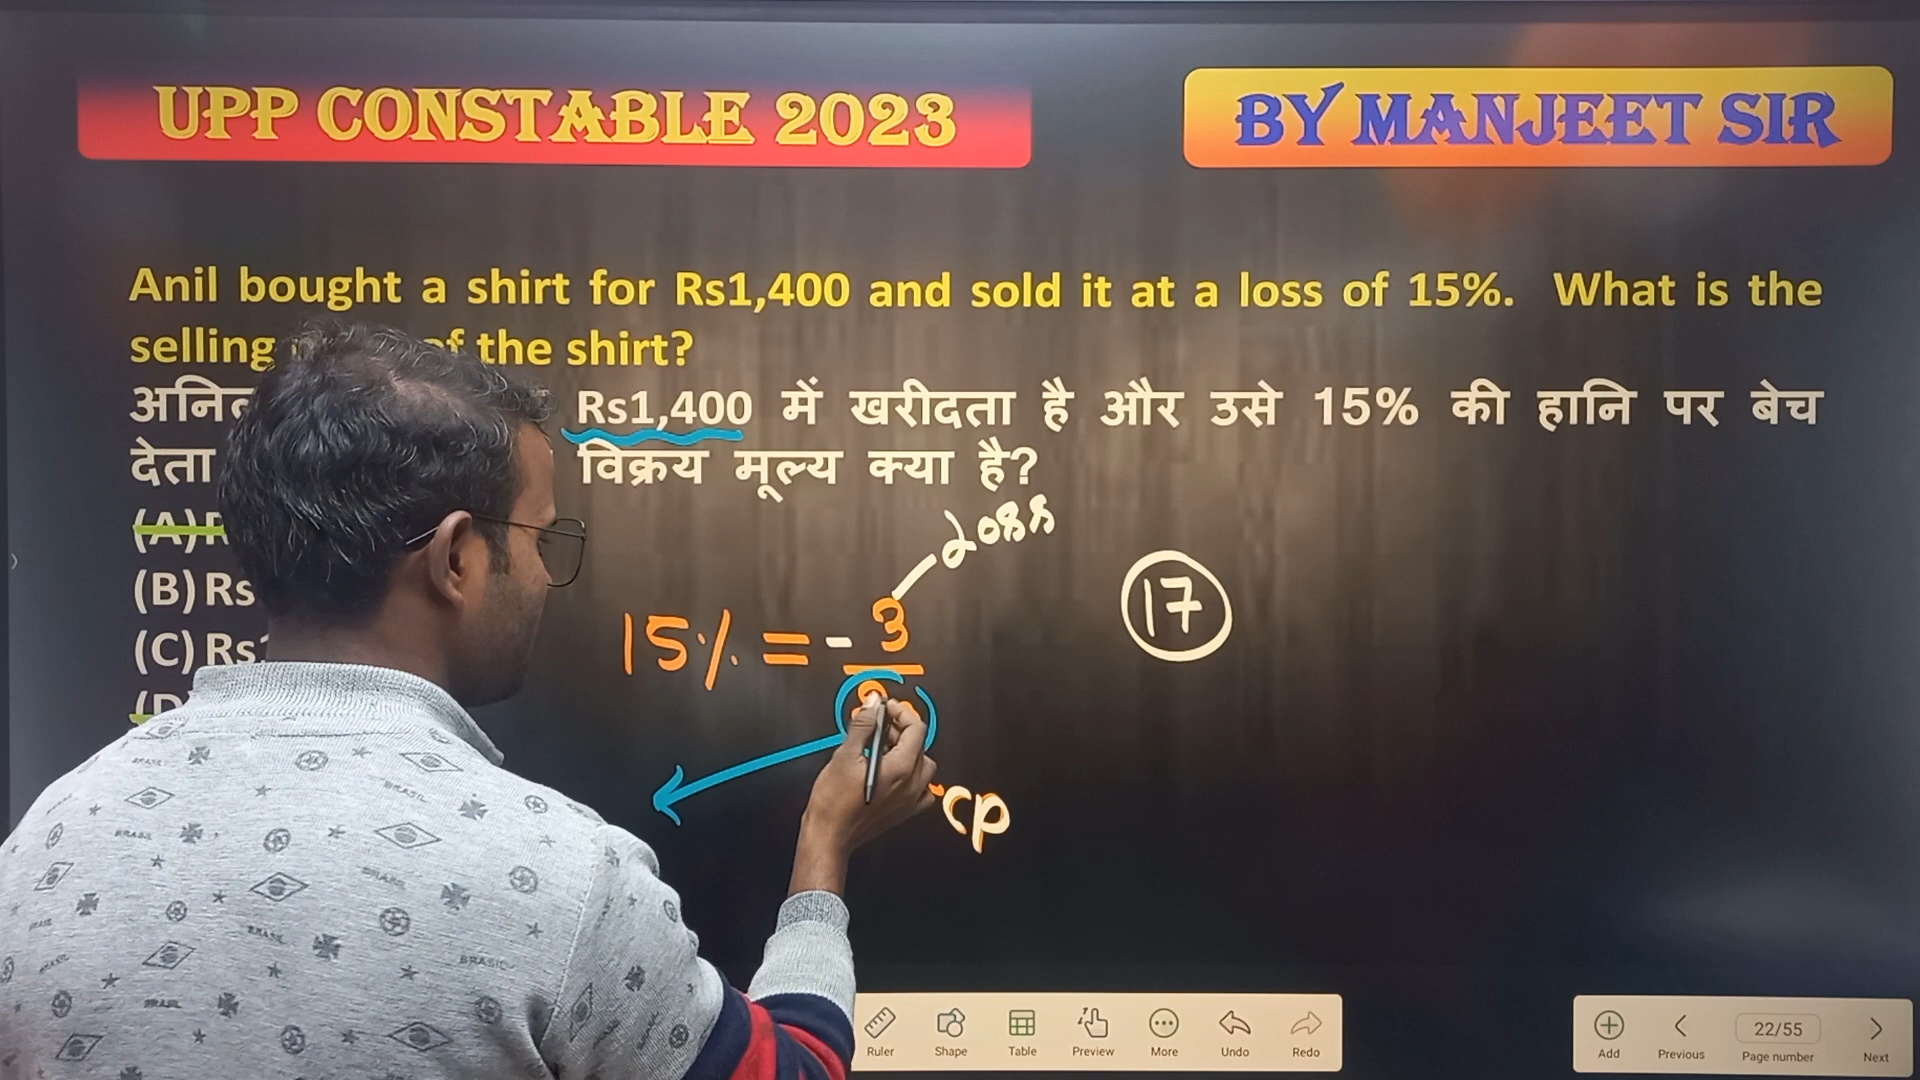 UPP CONSTABLE 2023
BY MANJEET SIR
Anil bought a shirt for Rs1,400 and sold it at a loss of 15%. What is the
selling of the shirt?
Rs1,400 में खरीदता है और उसे 15% की हानि पर बेच
देता विक्रय मूल्य क्या है?
(A)
(B) Rs
(C) Rs
(D)
Loss
15% = - 3
17
CP
Ruler Shape Table Preview More Undo Redo
Add Previous 22/55 Page number Next